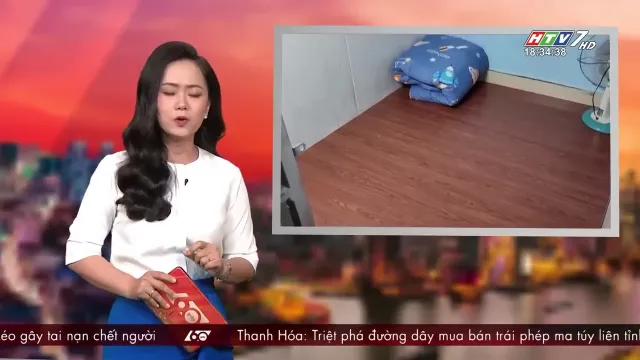 HTV7 HD
18:34:38
éo gây tai nạn chết người 60 Thanh Hóa: Triệt phá đường dây mua bán trái phép ma túy liên tỉn